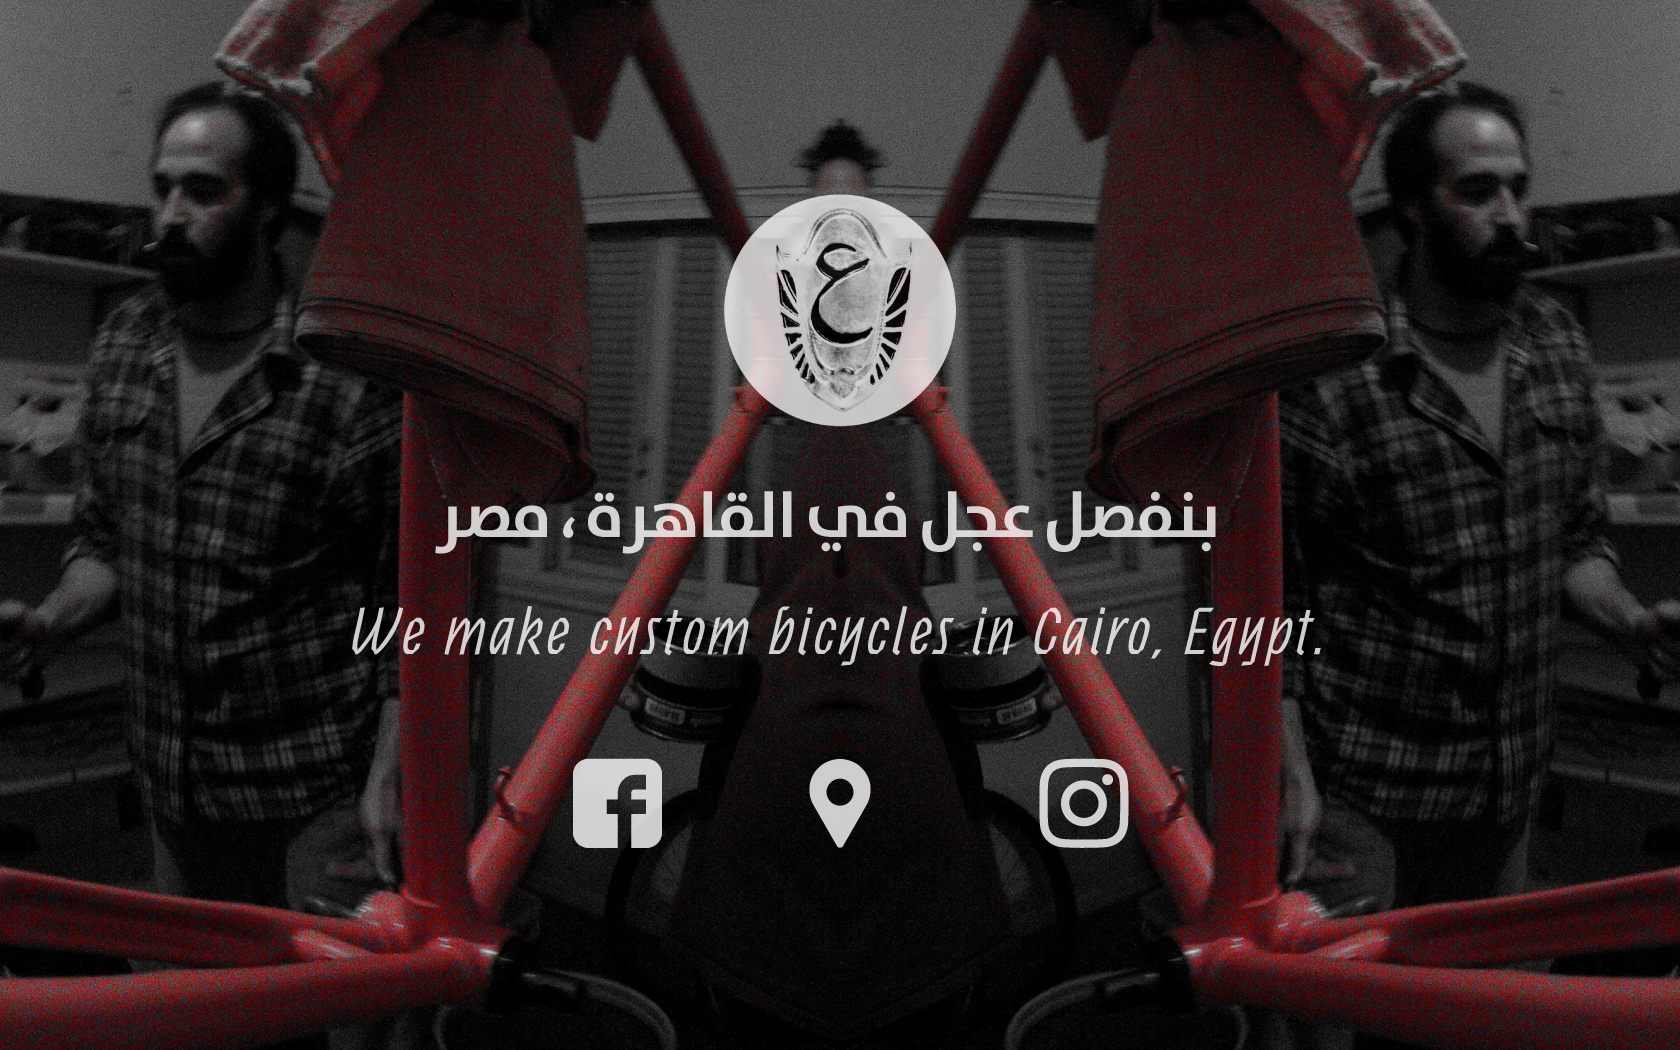 ع
بنفصل عجل في القاهرة ، مصر
We make custom bicycles in Cairo, Egypt.